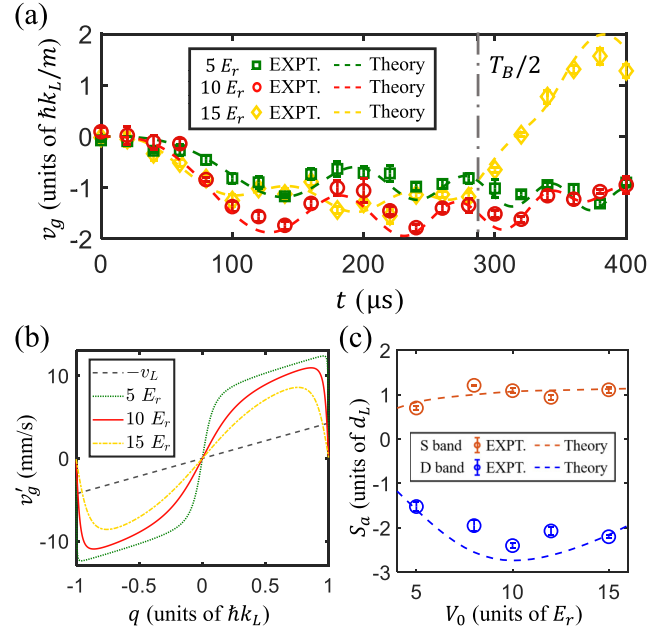 (a)
v_g (units of ħk_L/m)
2
1
0
-1
-2
5 E_r EXPT. Theory
10 E_r EXPT. Theory
15 E_r EXPT. Theory
T_B/2
0 100 200 300 400
t (μs)
(b)
v_g′ (mm/s)
10
0
-10
−v_L
5 E_r
10 E_r
15 E_r
-1 -0.5 0 0.5 1
q (units of ħk_L)
(c)
S_a (units of d_L)
2
1
0
-1
-2
-3
S band EXPT. Theory
D band EXPT. Theory
5 10 15
V_0 (units of E_r)